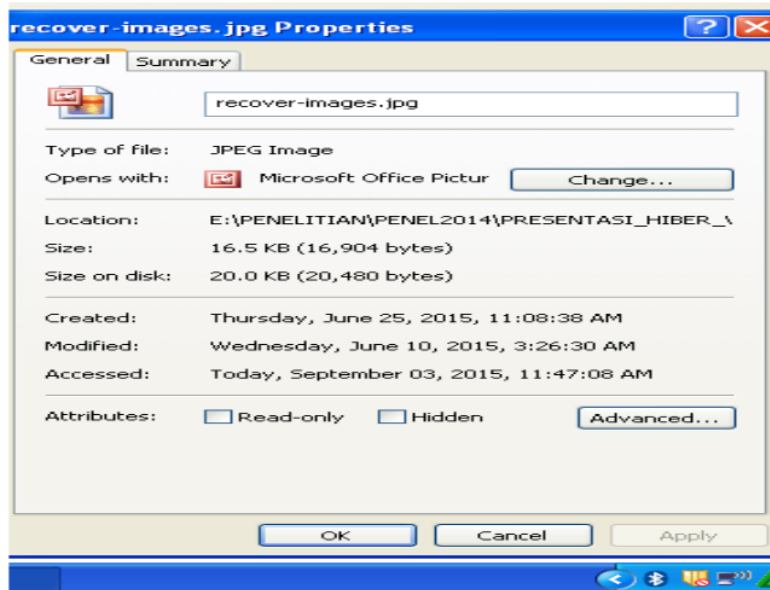 recover-images.jpg Properties
General Summary
recover-images.jpg
Type of file: JPEG Image
Opens with: Microsoft Office Pictur Change...
Location: E:\PENELITIAN\PENEL2014\PRESENTASI_HIBER_\
Size: 16.5 KB (16,904 bytes)
Size on disk: 20.0 KB (20,480 bytes)
Created: Thursday, June 25, 2015, 11:08:38 AM
Modified: Wednesday, June 10, 2015, 3:26:30 AM
Accessed: Today, September 03, 2015, 11:47:08 AM
Attributes: Read-only Hidden Advanced...
OK Cancel Apply